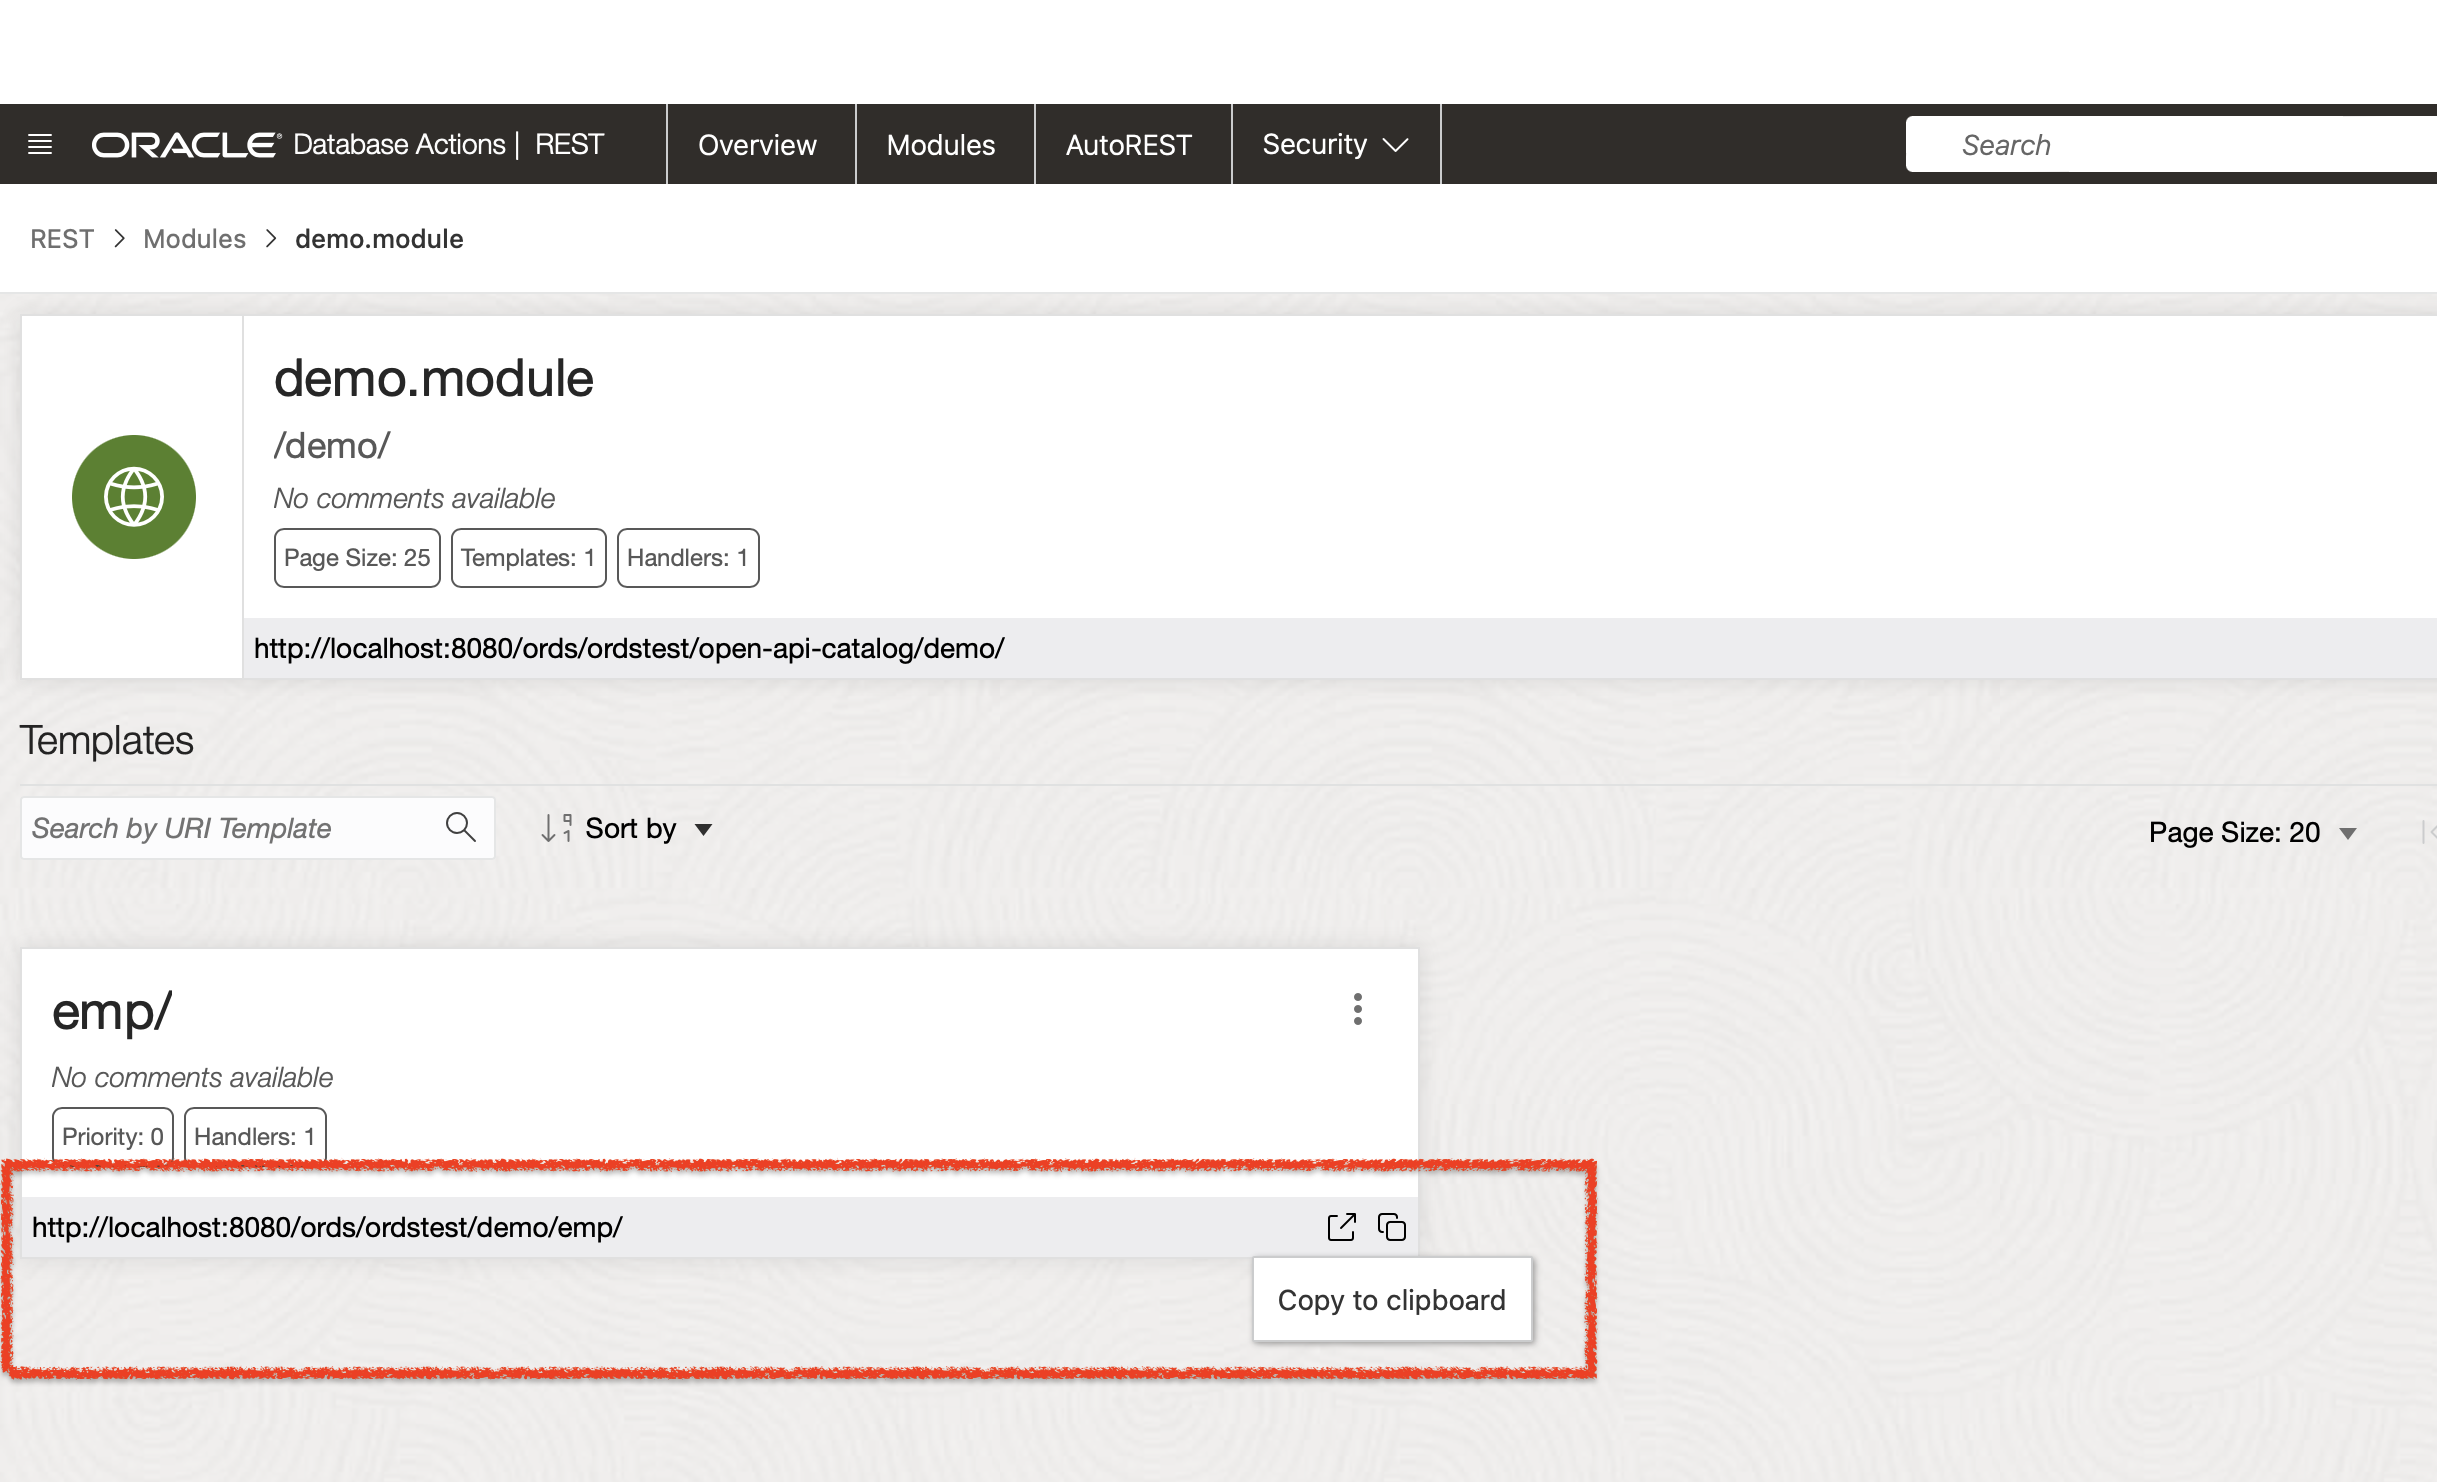 ORACLE Database Actions | REST Overview Modules AutoREST Security Search
REST > Modules > demo.module
demo.module
/demo/
No comments available
Page Size: 25 Templates: 1 Handlers: 1
http://localhost:8080/ords/ordstest/open-api-catalog/demo/
Templates
Search by URI Template Sort by Page Size: 20
emp/
No comments available
Priority: 0 Handlers: 1
http://localhost:8080/ords/ordstest/demo/emp/
Copy to clipboard